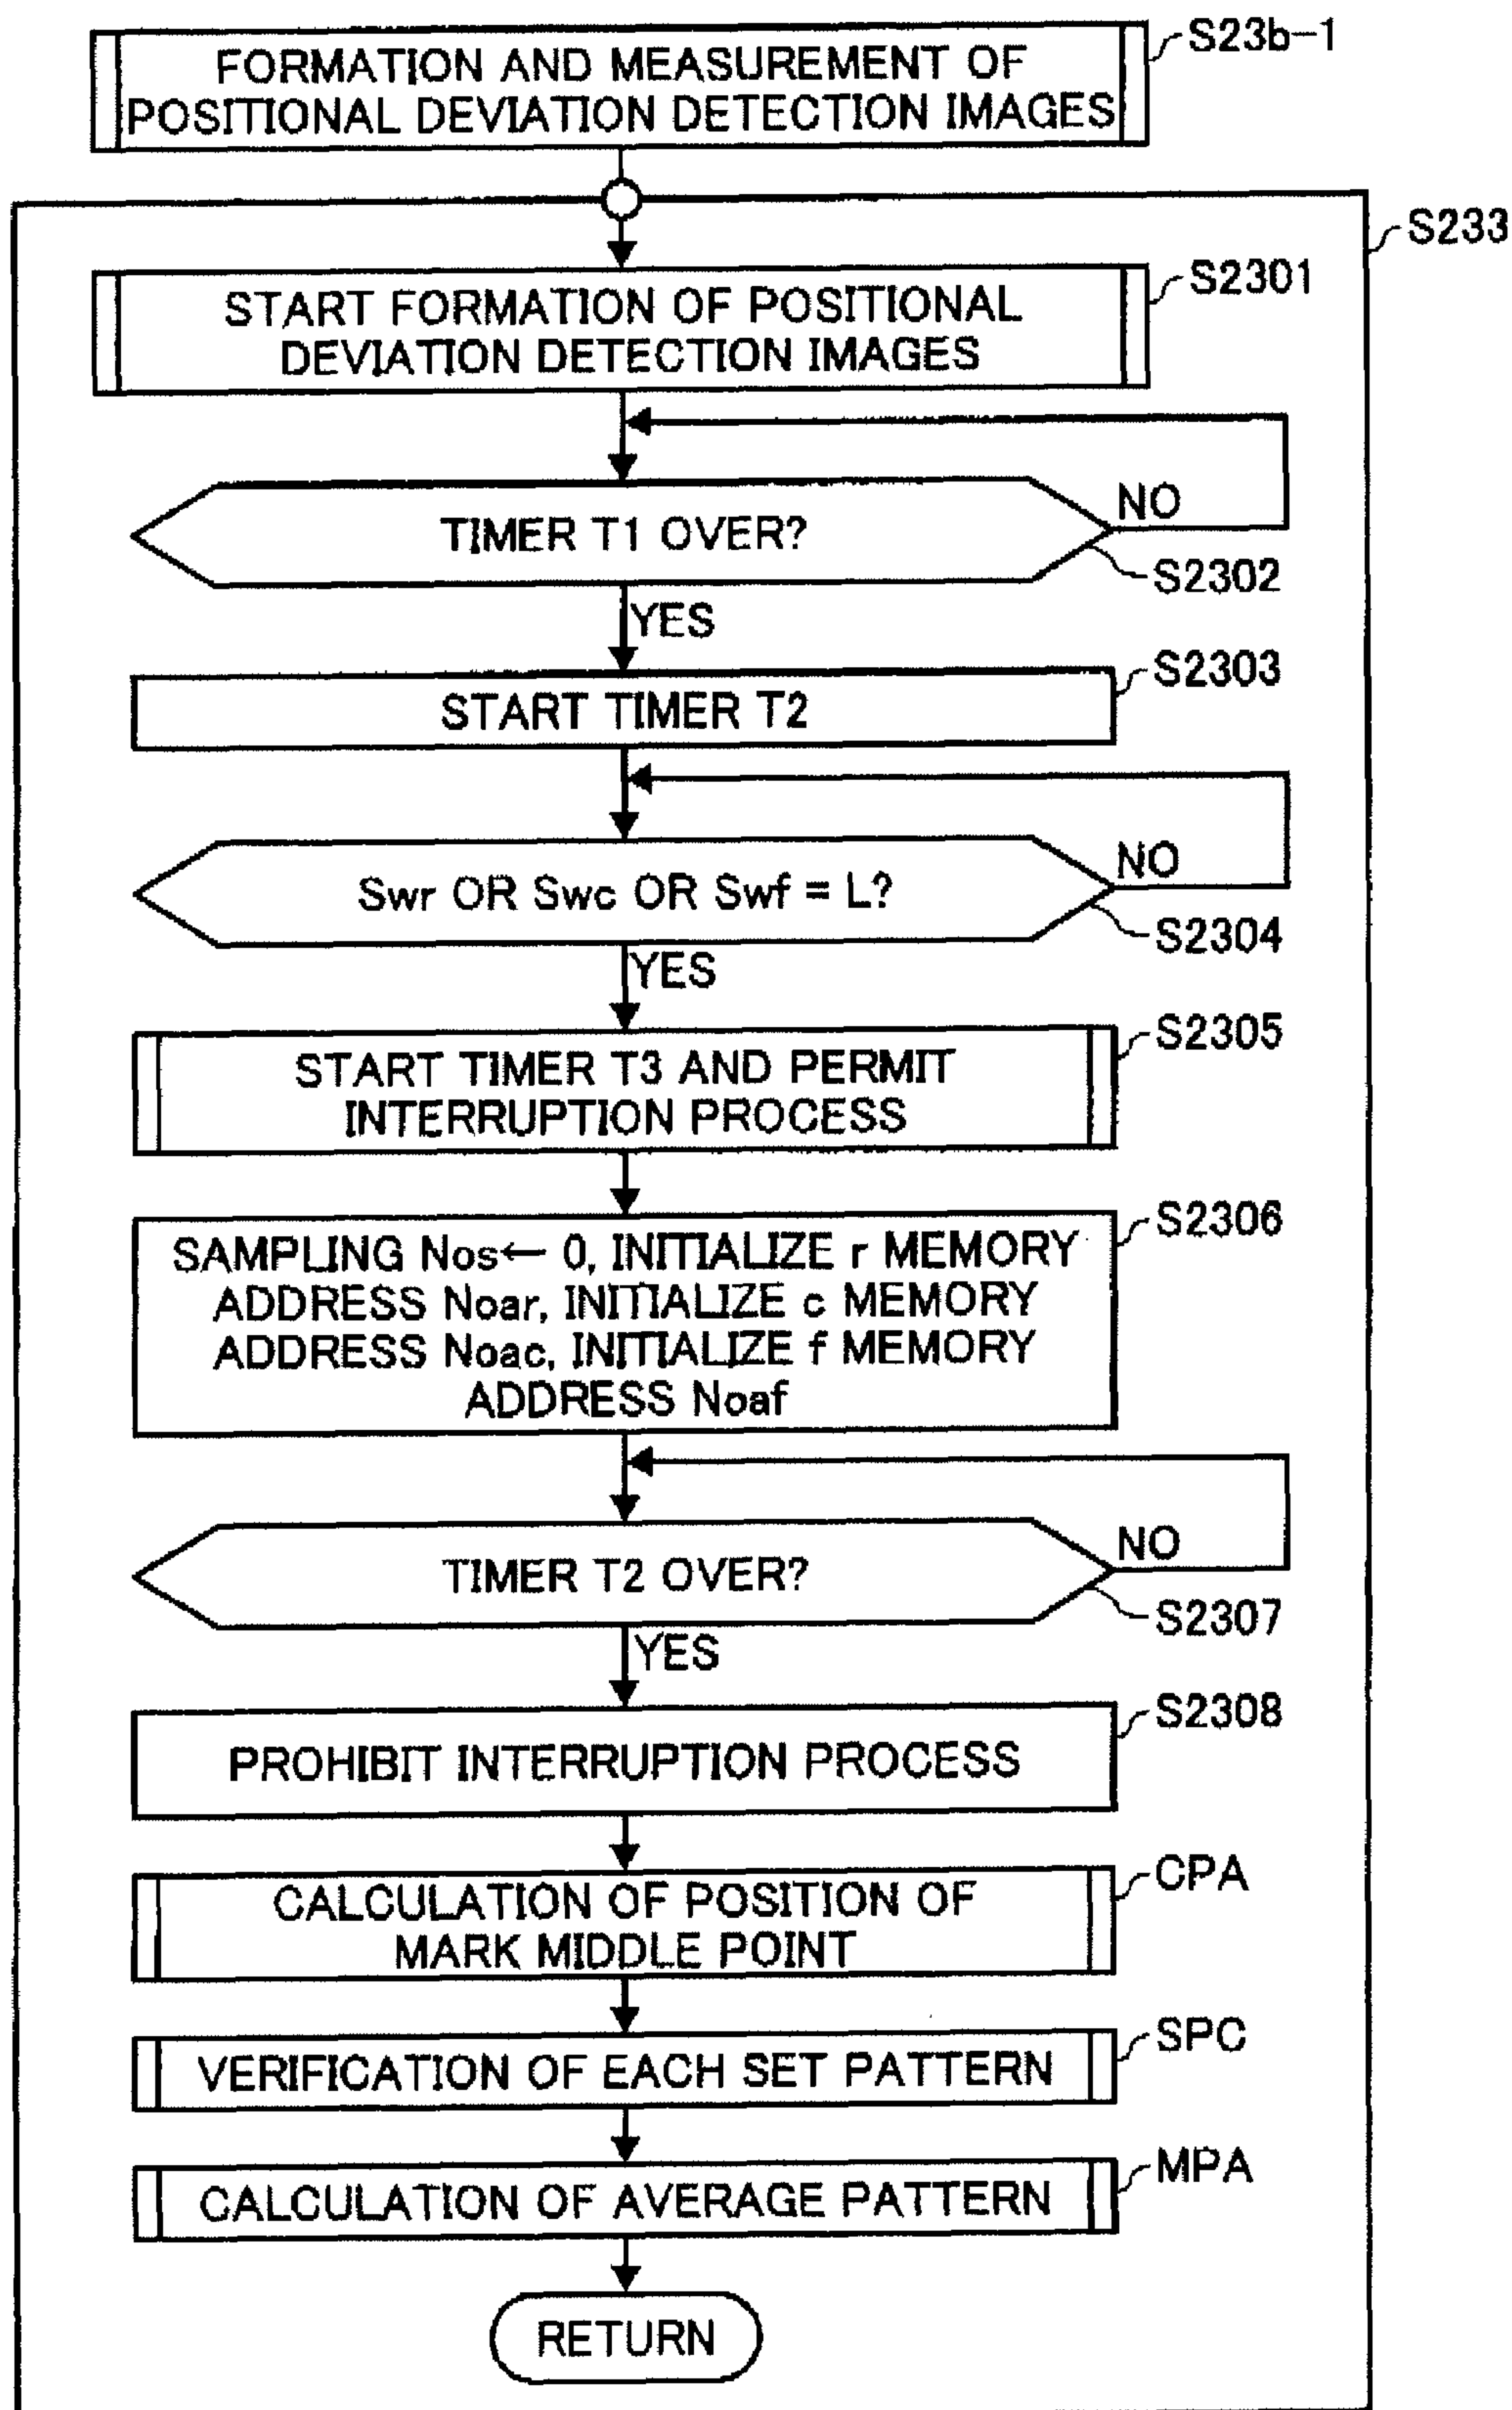 S23b-1
FORMATION AND MEASUREMENT OF
POSITIONAL DEVIATION DETECTION IMAGES
S233
S2301
START FORMATION OF POSITIONAL
DEVIATION DETECTION IMAGES
NO
TIMER T1 OVER?
S2302
YES
S2303
START TIMER T2
NO
Swr OR Swc OR Swf = L?
S2304
YES
S2305
START TIMER T3 AND PERMIT
INTERRUPTION PROCESS
S2306
SAMPLING Nos← 0, INITIALIZE r MEMORY
ADDRESS Noar, INITIALIZE c MEMORY
ADDRESS Noac, INITIALIZE f MEMORY
ADDRESS Noaf
NO
TIMER T2 OVER?
S2307
YES
S2308
PROHIBIT INTERRUPTION PROCESS
CPA
CALCULATION OF POSITION OF
MARK MIDDLE POINT
SPC
VERIFICATION OF EACH SET PATTERN
MPA
CALCULATION OF AVERAGE PATTERN
RETURN